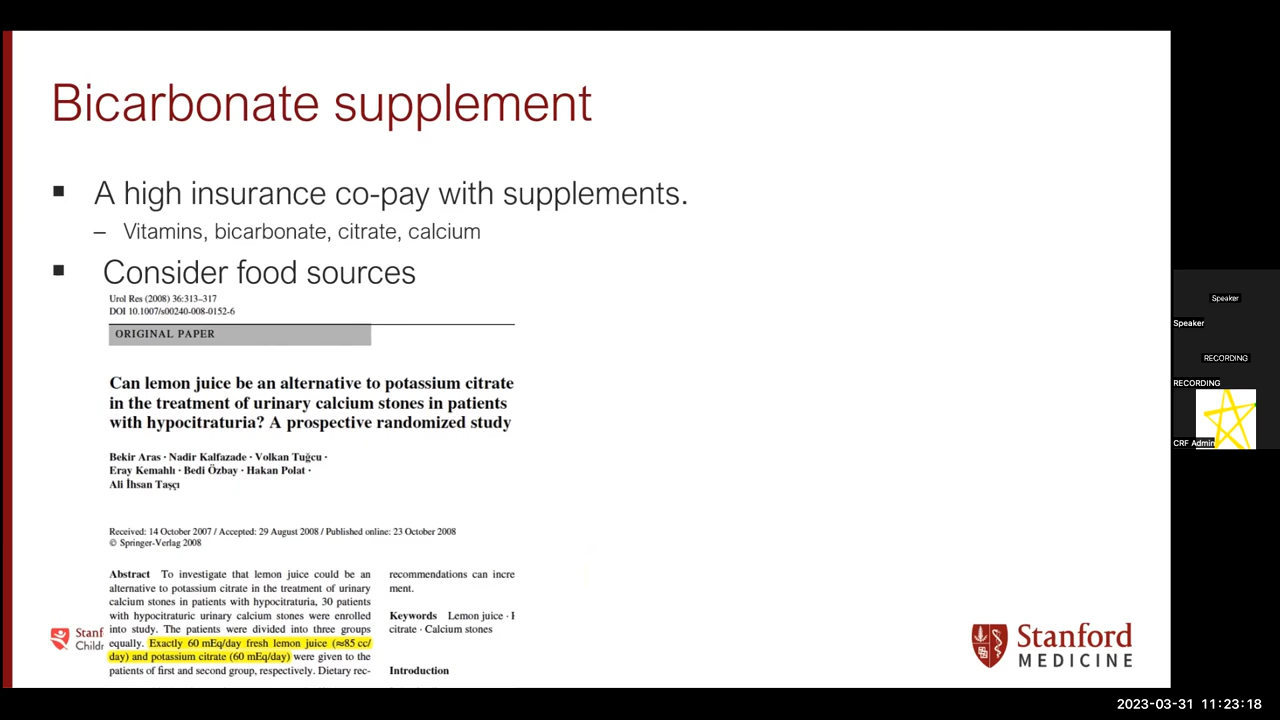 Bicarbonate supplement
A high insurance co-pay with supplements.
– Vitamins, bicarbonate, citrate, calcium
Consider food sources
Urol Res (2008) 36:313–317
DOI 10.1007/s00240-008-0152-6
ORIGINAL PAPER
Can lemon juice be an alternative to potassium citrate
in the treatment of urinary calcium stones in patients
with hypocitraturia? A prospective randomized study
Bekir Aras · Nadir Kalfazade · Volkan Tuğcu ·
Eray Kemahlı · Bedi Özbay · Hakan Polat ·
Ali İhsan Taşçı
Received: 14 October 2007 / Accepted: 29 August 2008 / Published online: 23 October 2008
© Springer-Verlag 2008
Abstract To investigate that lemon juice could be an
alternative to potassium citrate in the treatment of urinary
calcium stones in patients with hypocitraturia, 30 patients
with hypocitraturic urinary calcium stones were enrolled
into study. The patients were divided into three groups
equally. Exactly 60 mEq/day fresh lemon juice (≈85 cc/
day) and potassium citrate (60 mEq/day) were given to the
patients of first and second group, respectively. Dietary rec-
recommendations can incre
ment.
Keywords Lemon juice ·
citrate · Calcium stones
Introduction
Stanf
Childr
Stanford
MEDICINE
Speaker
Speaker
RECORDING
RECORDING
CRF Admin
2023-03-31 11:23:18